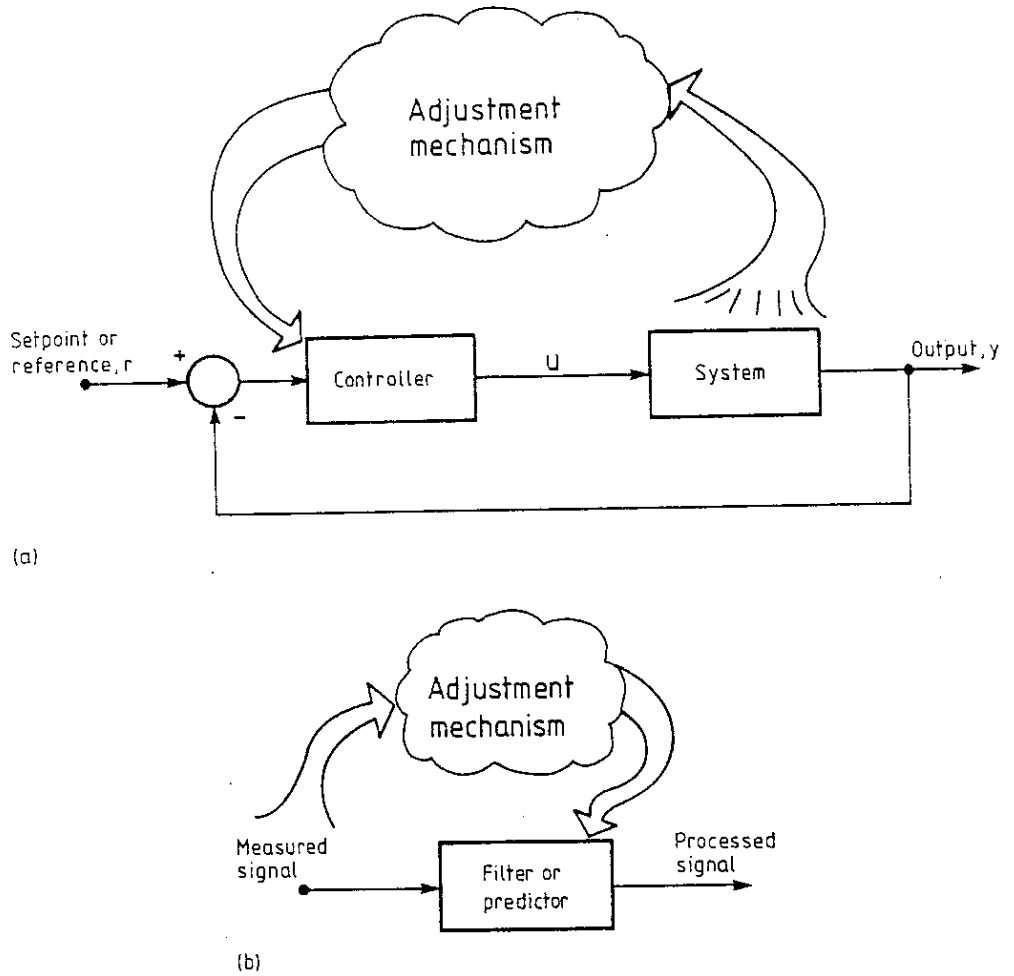 Adjustment
mechanism
Setpoint or
reference, r
+
-
Controller
u
System
Output, y
(a)
Adjustment
mechanism
Measured
signal
Filter or
predictor
Processed
signal
(b)